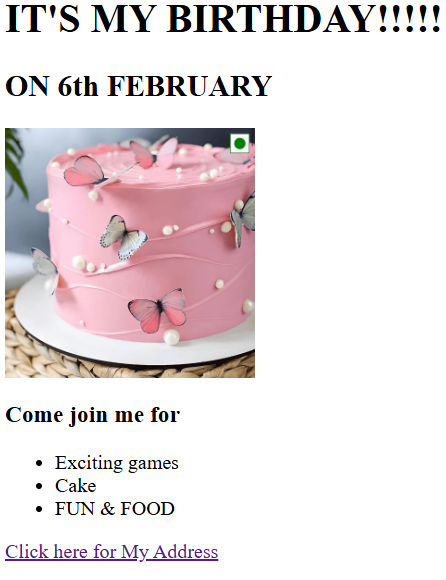 IT'S MY BIRTHDAY!!!!!
ON 6th FEBRUARY
Come join me for
Exciting games
Cake
FUN & FOOD
Click here for My Address